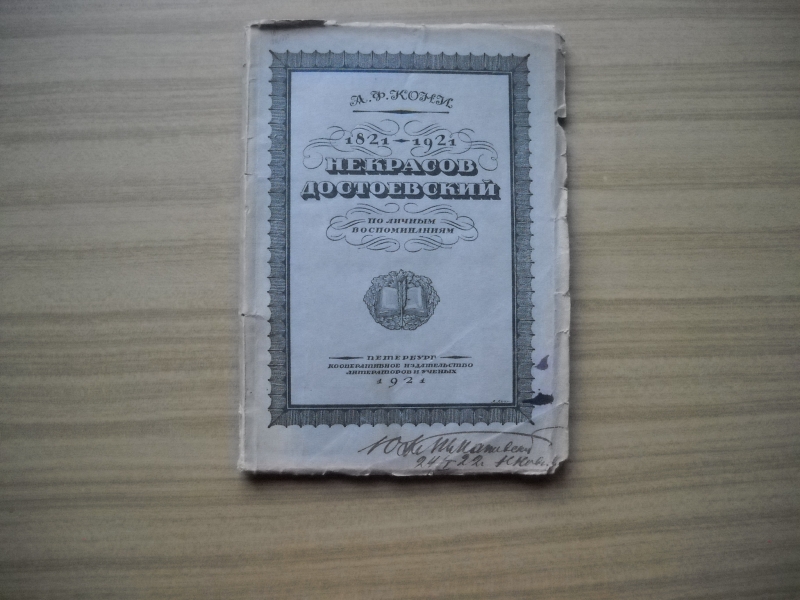 А.Ф.КОНИ
1821-1921
НЕКРАСОВ
ДОСТОЕВСКИЙ
ПО ЛИЧНЫМ
ВОСПОМИНАНИЯМ
ПЕТЕРБУРГ
КООПЕРАТИВНОЕ ИЗДАТЕЛЬСТВО
ЛИТЕРАТОРОВ И УЧЕНЫХ
1921